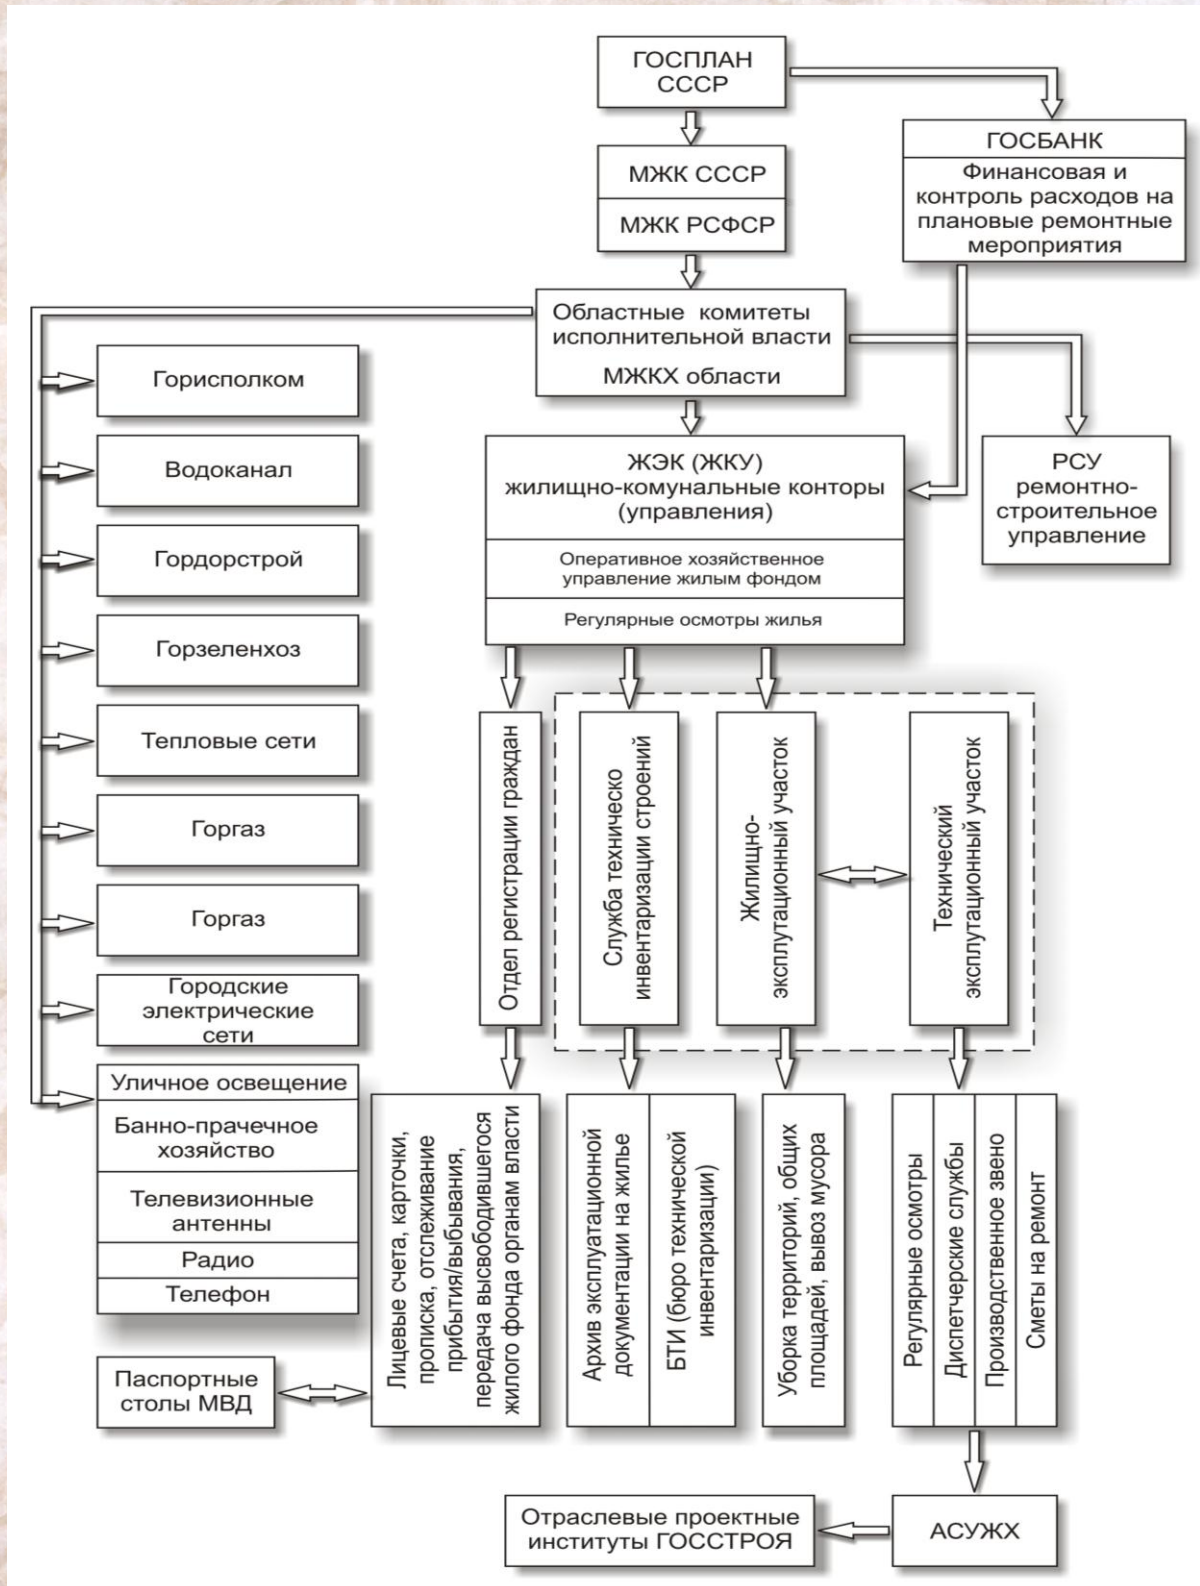 ГОСПЛАН
СССР
ГОСБАНК
Финансовая и
контроль расходов на
плановые ремонтные
мероприятия
МЖК СССР
МЖК РСФСР
Областные комитеты
исполнительной власти
МЖКХ области
Горисполком
Водоканал
Гордорстрой
Горзеленхоз
Тепловые сети
Горгаз
Горгаз
Городские
электрические
сети
Уличное освещение
Банно-прачечное
хозяйство
Телевизионные
антенны
Радио
Телефон
ЖЭК (ЖКУ)
жилищно-комунальные конторы
(управления)
Оперативное хозяйственное
управление жилым фондом
Регулярные осмотры жилья
РСУ
ремонтно-
строительное
управление
Отдел регистрации граждан
Служба техническо
инвентаризации строений
Жилищно-
эксплутационный участок
Технический
эксплутационный участок
Лицевые счета, карточки,
прописка, отслеживание
прибытия/выбывания,
передача высвободившегося
жилого фонда органам власти
Архив эксплуатационной
документации на жилье
БТИ (бюро технической
инвентаризации)
Уборка территорий, общих
площадей, вывоз мусора
Регулярные осмотры
Диспетчерские службы
Производственное звено
Сметы на ремонт
Паспортные
столы МВД
Отраслевые проектные
институты ГОССТРОЯ
АСУЖХ